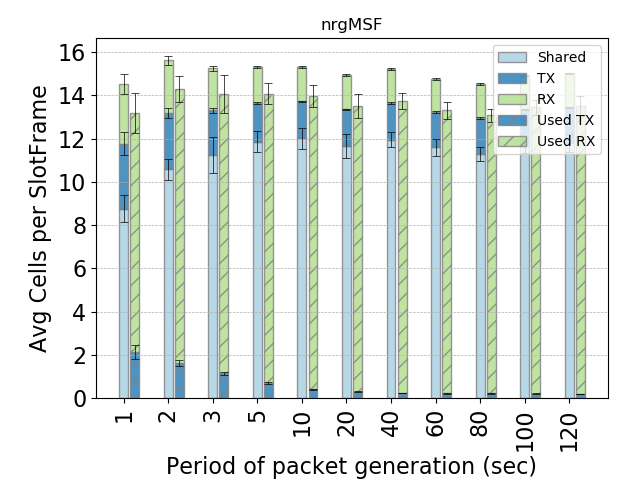 nrgMSF
Avg Cells per SlotFrame
16
14
12
10
8
6
4
2
0
Shared
TX
RX
Used TX
Used RX
1
2
3
5
10
20
40
60
80
100
120
Period of packet generation (sec)